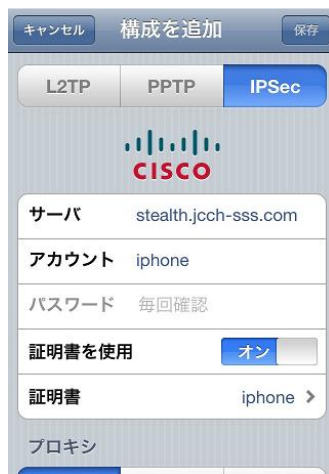 キャンセル 構成を追加 保存
L2TP PPTP IPSec
CISCO
サーバ stealth.jcch-sss.com
アカウント iphone
パスワード 毎回確認
証明書を使用 オン
証明書 iphone >
プロキシ